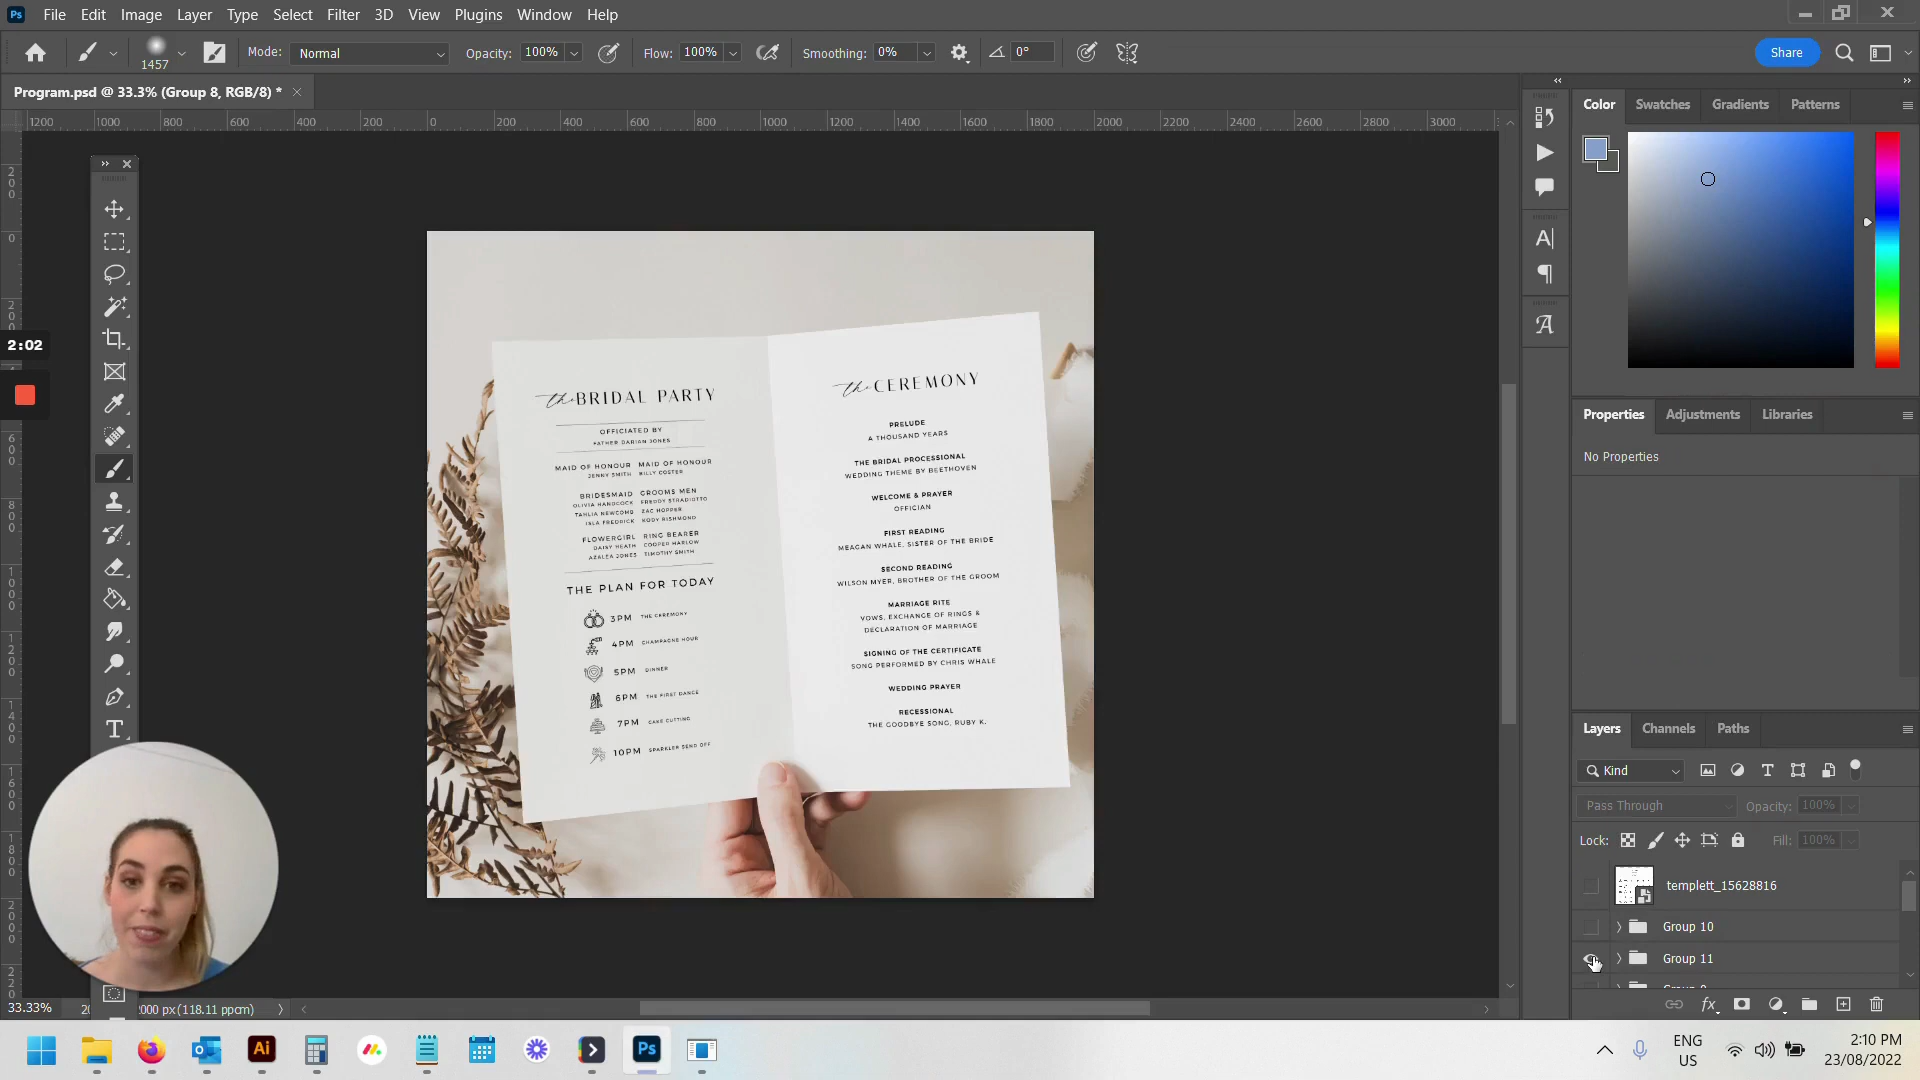 File Edit Image Layer Type Select Filter 3D View Plugins Window Help
1457 Mode: Normal Opacity: 100% Flow: 100% Smoothing: 0% 0° Share
Program.psd @ 33.3% (Group 8, RGB/8) *
1200 1000 800 600 400 200 0 200 400 600 800 1000 1200 1400 1600 1800 2000 2200 2400 2600 2800 3000
2:02
the BRIDAL PARTY
OFFICIATED BY
FATHER DARIAN JONES
MAID OF HONOUR MAID OF HONOUR
JENNY SMITH BILLY COSTER
BRIDESMAID GROOMS MEN
OLIVIA HANDCOCK FREDDY STRADIOTTO
TAHLIA NEWCOMB ZAC HOPPER
ISLA FREDRICK KODY RISHMOND
FLOWERGIRL RING BEARER
DAISY HEATH COOPER HARLOW
AZALEA JONES TIMOTHY SMITH
THE PLAN FOR TODAY
3PM THE CEREMONY
4PM CHAMPAGNE HOUR
5PM DINNER
6PM THE FIRST DANCE
7PM CAKE CUTTING
10PM SPARKLER SEND OFF
the CEREMONY
PRELUDE
A THOUSAND YEARS
THE BRIDAL PROCESSIONAL
WEDDING THEME BY BEETHOVEN
WELCOME & PRAYER
OFFICIAN
FIRST READING
MEAGAN WHALE, SISTER OF THE BRIDE
SECOND READING
WILSON MYER, BROTHER OF THE GROOM
MARRIAGE RITE
VOWS, EXCHANGE OF RINGS &
DECLARATION OF MARRIAGE
SIGNING OF THE CERTIFICATE
SONG PERFORMED BY CHRIS WHALE
WEDDING PRAYER
RECESSIONAL
THE GOODBYE SONG, RUBY K.
Color Swatches Gradients Patterns
Properties Adjustments Libraries
No Properties
Layers Channels Paths
Kind
Pass Through Opacity: 100%
Lock: Fill: 100%
templett_15628816
Group 10
Group 11
33.33% 2000 px (118.11 ppcm)
ENG
US
2:10 PM
23/08/2022